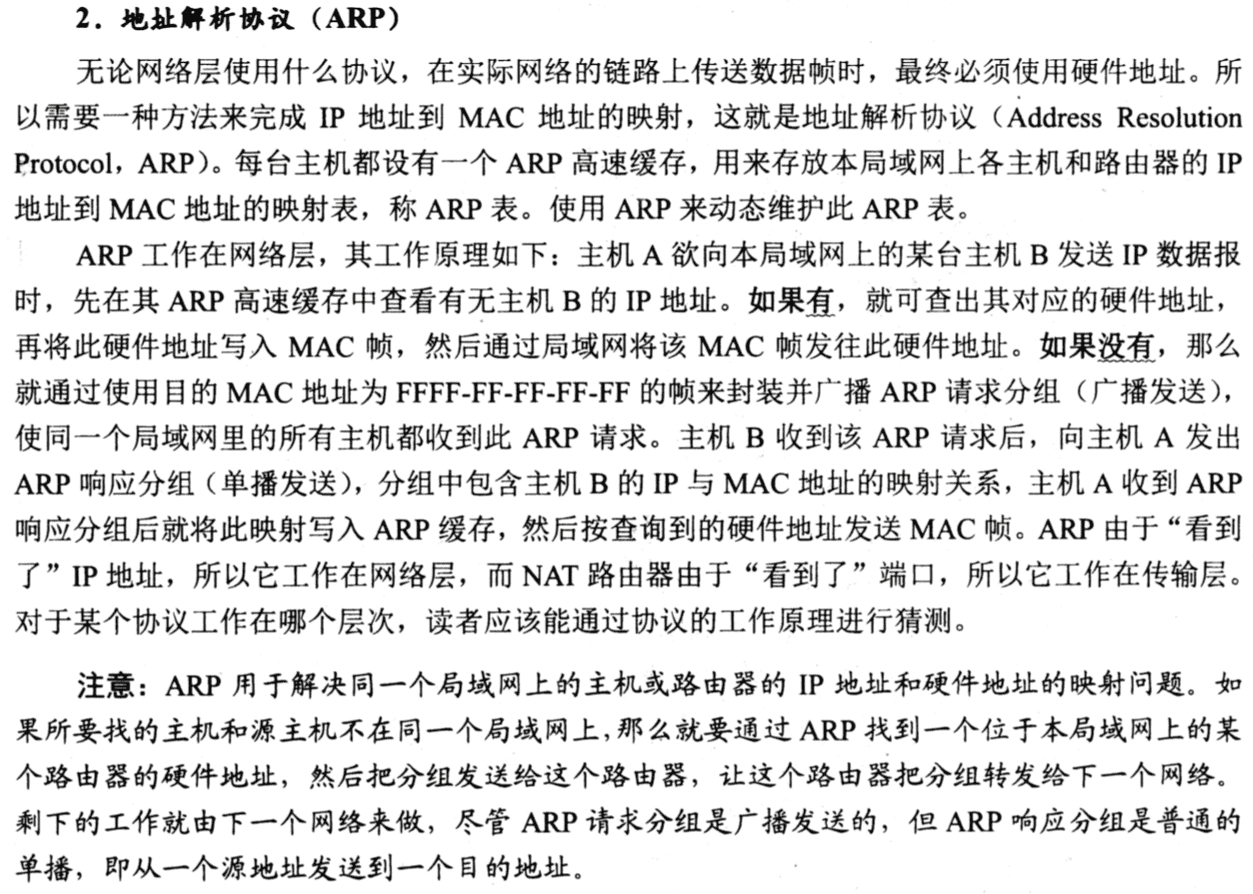 2．地址解析协议（ARP）
无论网络层使用什么协议，在实际网络的链路上传送数据帧时，最终必须使用硬件地址。所
以需要一种方法来完成 IP 地址到 MAC 地址的映射，这就是地址解析协议（Address Resolution
Protocol，ARP）。每台主机都设有一个 ARP 高速缓存，用来存放本局域网上各主机和路由器的 IP
地址到 MAC 地址的映射表，称 ARP 表。使用 ARP 来动态维护此 ARP 表。
ARP 工作在网络层，其工作原理如下：主机 A 欲向本局域网上的某台主机 B 发送 IP 数据报
时，先在其 ARP 高速缓存中查看有无主机 B 的 IP 地址。如果有，就可查出其对应的硬件地址，
再将此硬件地址写入 MAC 帧，然后通过局域网将该 MAC 帧发往此硬件地址。如果没有，那么
就通过使用目的 MAC 地址为 FFFF-FF-FF-FF-FF 的帧来封装并广播 ARP 请求分组（广播发送），
使同一个局域网里的所有主机都收到此 ARP 请求。主机 B 收到该 ARP 请求后，向主机 A 发出
ARP 响应分组（单播发送），分组中包含主机 B 的 IP 与 MAC 地址的映射关系，主机 A 收到 ARP
响应分组后就将此映射写入 ARP 缓存，然后按查询到的硬件地址发送 MAC 帧。ARP 由于“看到
了”IP 地址，所以它工作在网络层，而 NAT 路由器由于“看到了”端口，所以它工作在传输层。
对于某个协议工作在哪个层次，读者应该能通过协议的工作原理进行猜测。
注意：ARP 用于解决同一个局域网上的主机或路由器的 IP 地址和硬件地址的映射问题。如
果所要找的主机和源主机不在同一个局域网上，那么就要通过 ARP 找到一个位于本局域网上的某
个路由器的硬件地址，然后把分组发送给这个路由器，让这个路由器把分组转发给下一个网络。
剩下的工作就由下一个网络来做，尽管 ARP 请求分组是广播发送的，但 ARP 响应分组是普通的
单播，即从一个源地址发送到一个目的地址。